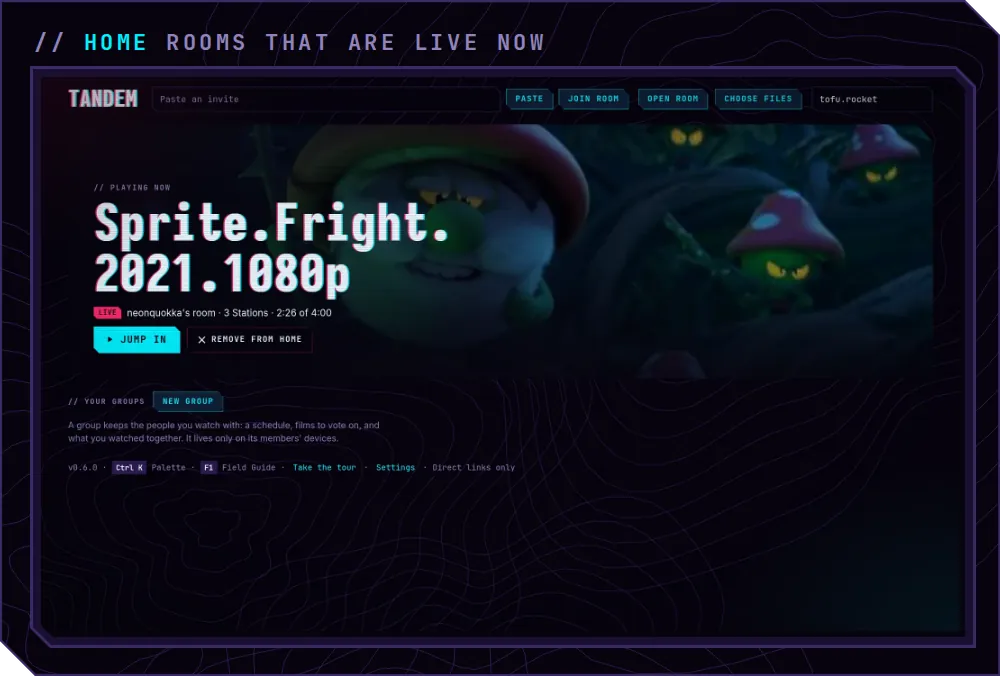 // HOME ROOMS THAT ARE LIVE NOW
TANDEM
Paste an invite
PASTE
JOIN ROOM
OPEN ROOM
CHOOSE FILES
tofu.rocket
// PLAYING NOW
Sprite.Fright.
2021.1080p
LIVE neonquokka's room · 3 Stations · 2:26 of 4:00
JUMP IN
REMOVE FROM HOME
// YOUR GROUPS
NEW GROUP
A group keeps the people you watch with: a schedule, films to vote on, and
what you watched together. It lives only on its members' devices.
v0.6.0 · Ctrl K Palette · F1 Field Guide · Take the tour · Settings · Direct links only